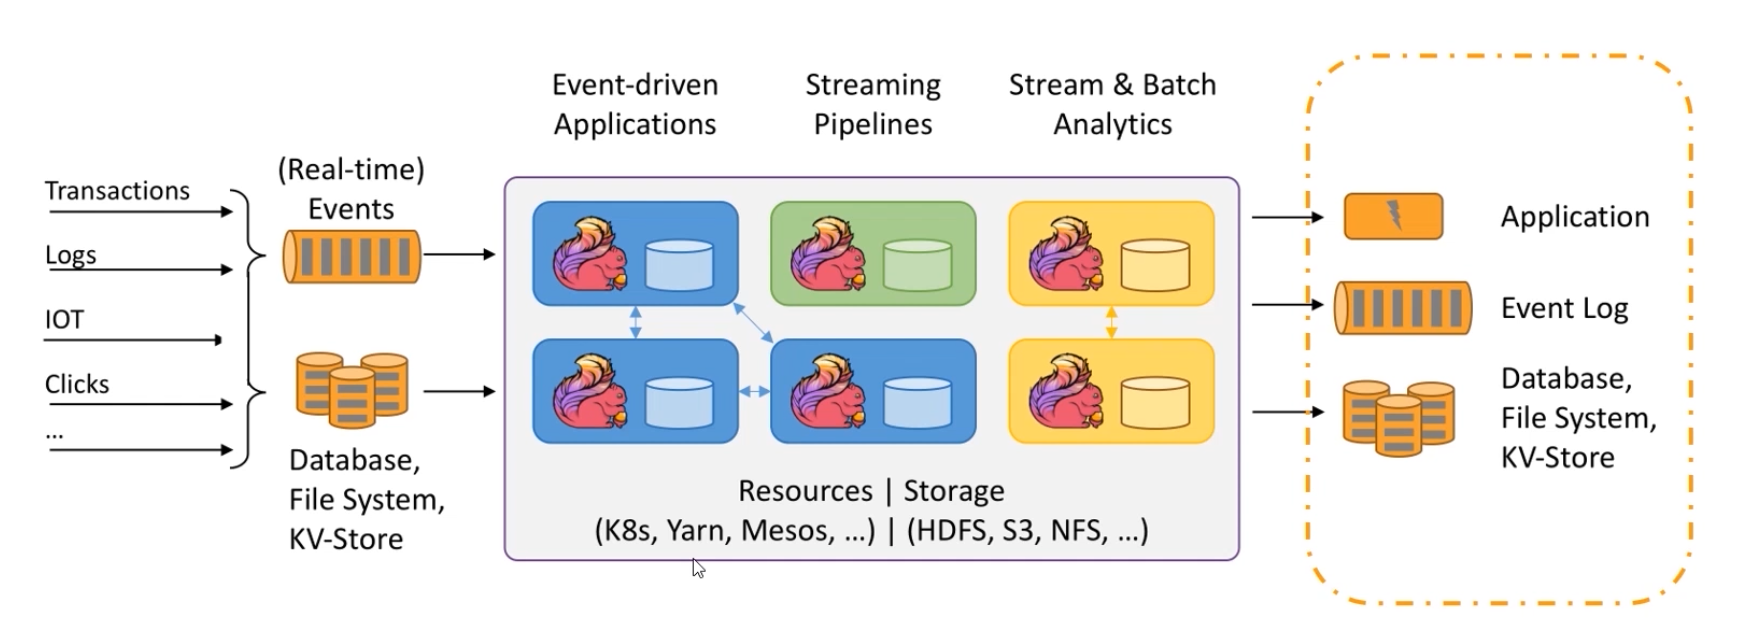 Event-driven
Applications
Streaming
Pipelines
Stream & Batch
Analytics
Transactions
Logs
IOT
Clicks
...
(Real-time)
Events
Database,
File System,
KV-Store
Resources | Storage
(K8s, Yarn, Mesos, ...) | (HDFS, S3, NFS, ...)
Application
Event Log
Database,
File System,
KV-Store